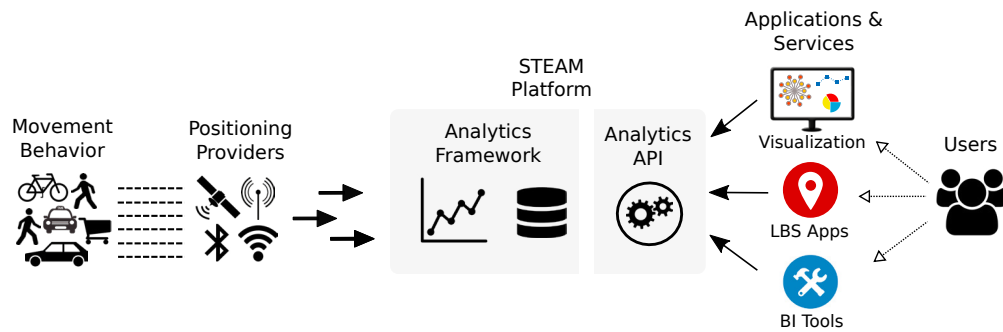 Movement
Behavior
Positioning
Providers
STEAM
Platform
Analytics
Framework
Analytics
API
Applications &
Services
Visualization
LBS Apps
BI Tools
Users